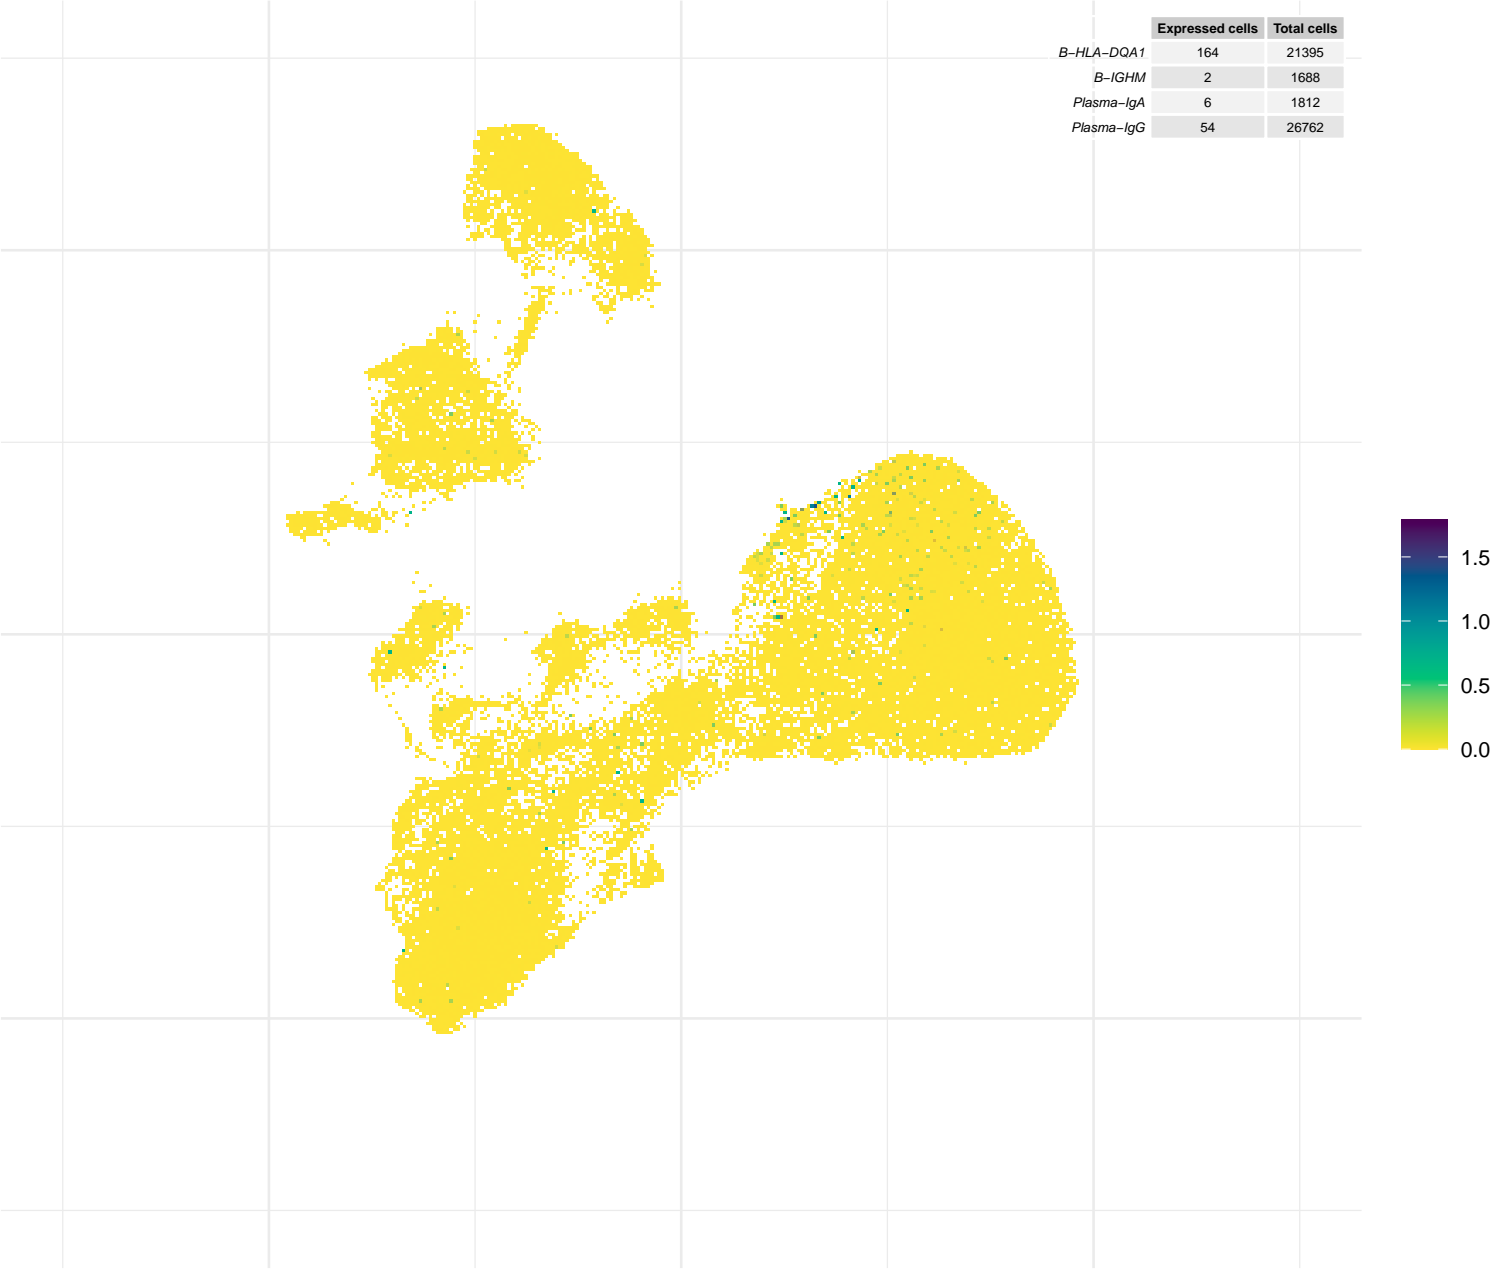 Expressed cells Total cells
B−HLA−DQA1 164 21395
B−IGHM 2 1688
Plasma−IgA 6 1812
Plasma−IgG 54 26762
1.5
1.0
0.5
0.0